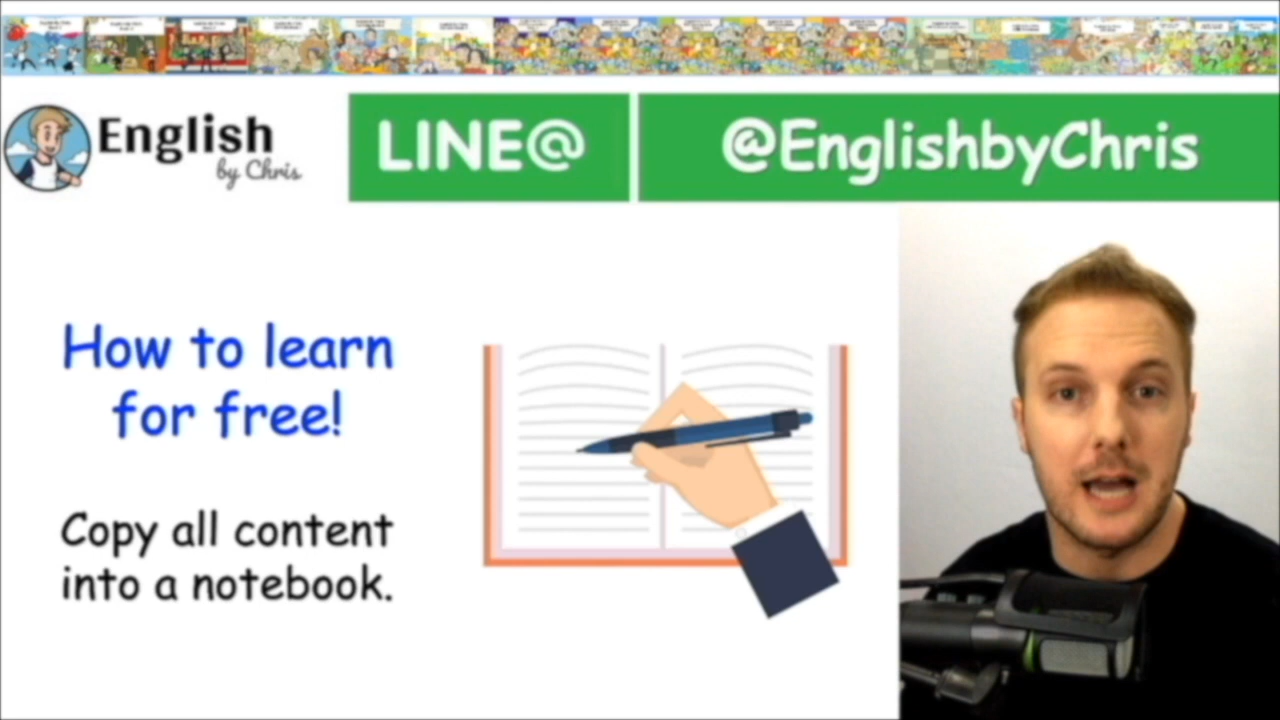 English
by Chris
LINE@
@EnglishbyChris
How to learn
for free!
Copy all content
into a notebook.